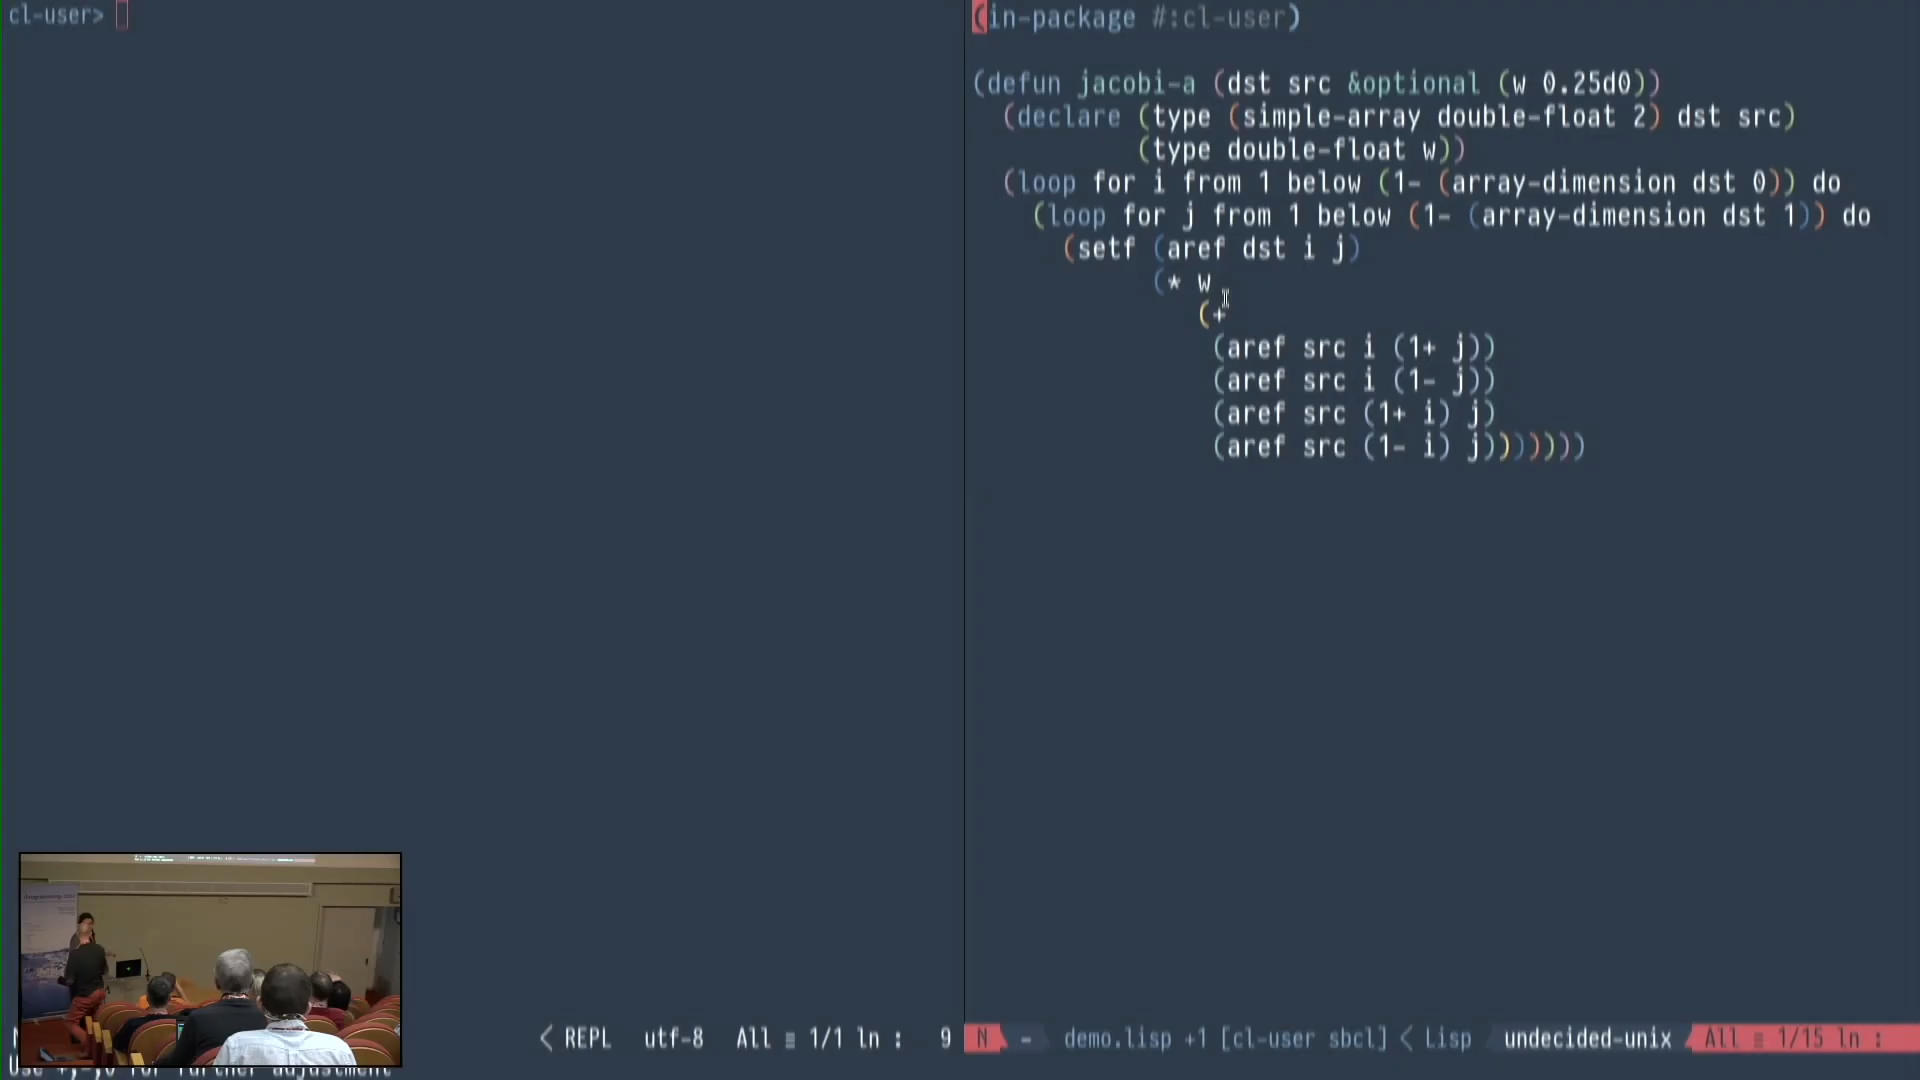 cl-user>
(in-package #:cl-user)
(defun jacobi-a (dst src &optional (w 0.25d0))
(declare (type (simple-array double-float 2) dst src)
(type double-float w))
(loop for i from 1 below (1- (array-dimension dst 0)) do
(loop for j from 1 below (1- (array-dimension dst 1)) do
(setf (aref dst i j)
(* w
(+
(aref src i (1+ j))
(aref src i (1- j))
(aref src (1+ i) j)
(aref src (1- i) j)))))))
< REPL utf-8 All ≡ 1/1 ln : 9
N - demo.lisp +1 [cl-user sbcl] < Lisp undecided-unix All ≡ 1/15 ln :
for further adjustment